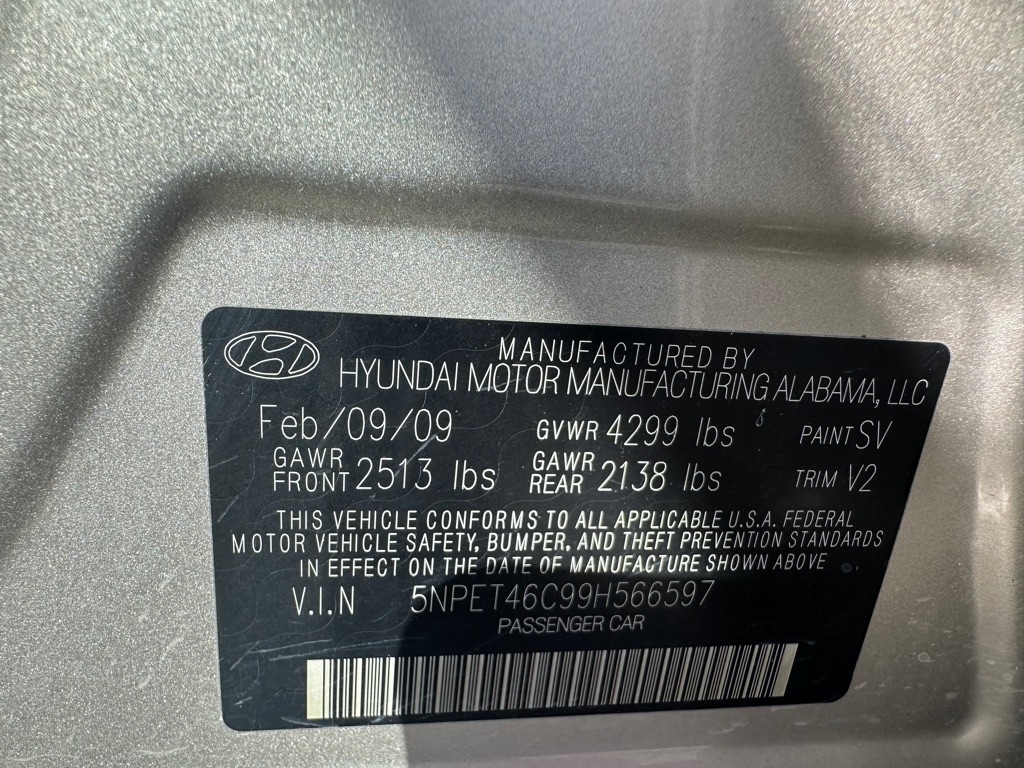 MANUFACTURED BY
HYUNDAI MOTOR MANUFACTURING ALABAMA, LLC
Feb/09/09 GVWR 4299 lbs PAINT SV
GAWR FRONT 2513 lbs GAWR REAR 2138 lbs TRIM V2
THIS VEHICLE CONFORMS TO ALL APPLICABLE U.S.A. FEDERAL
MOTOR VEHICLE SAFETY, BUMPER, AND THEFT PREVENTION STANDARDS
IN EFFECT ON THE DATE OF MANUFACTURE SHOWN ABOVE
V.I.N 5NPET46C99H566597
PASSENGER CAR